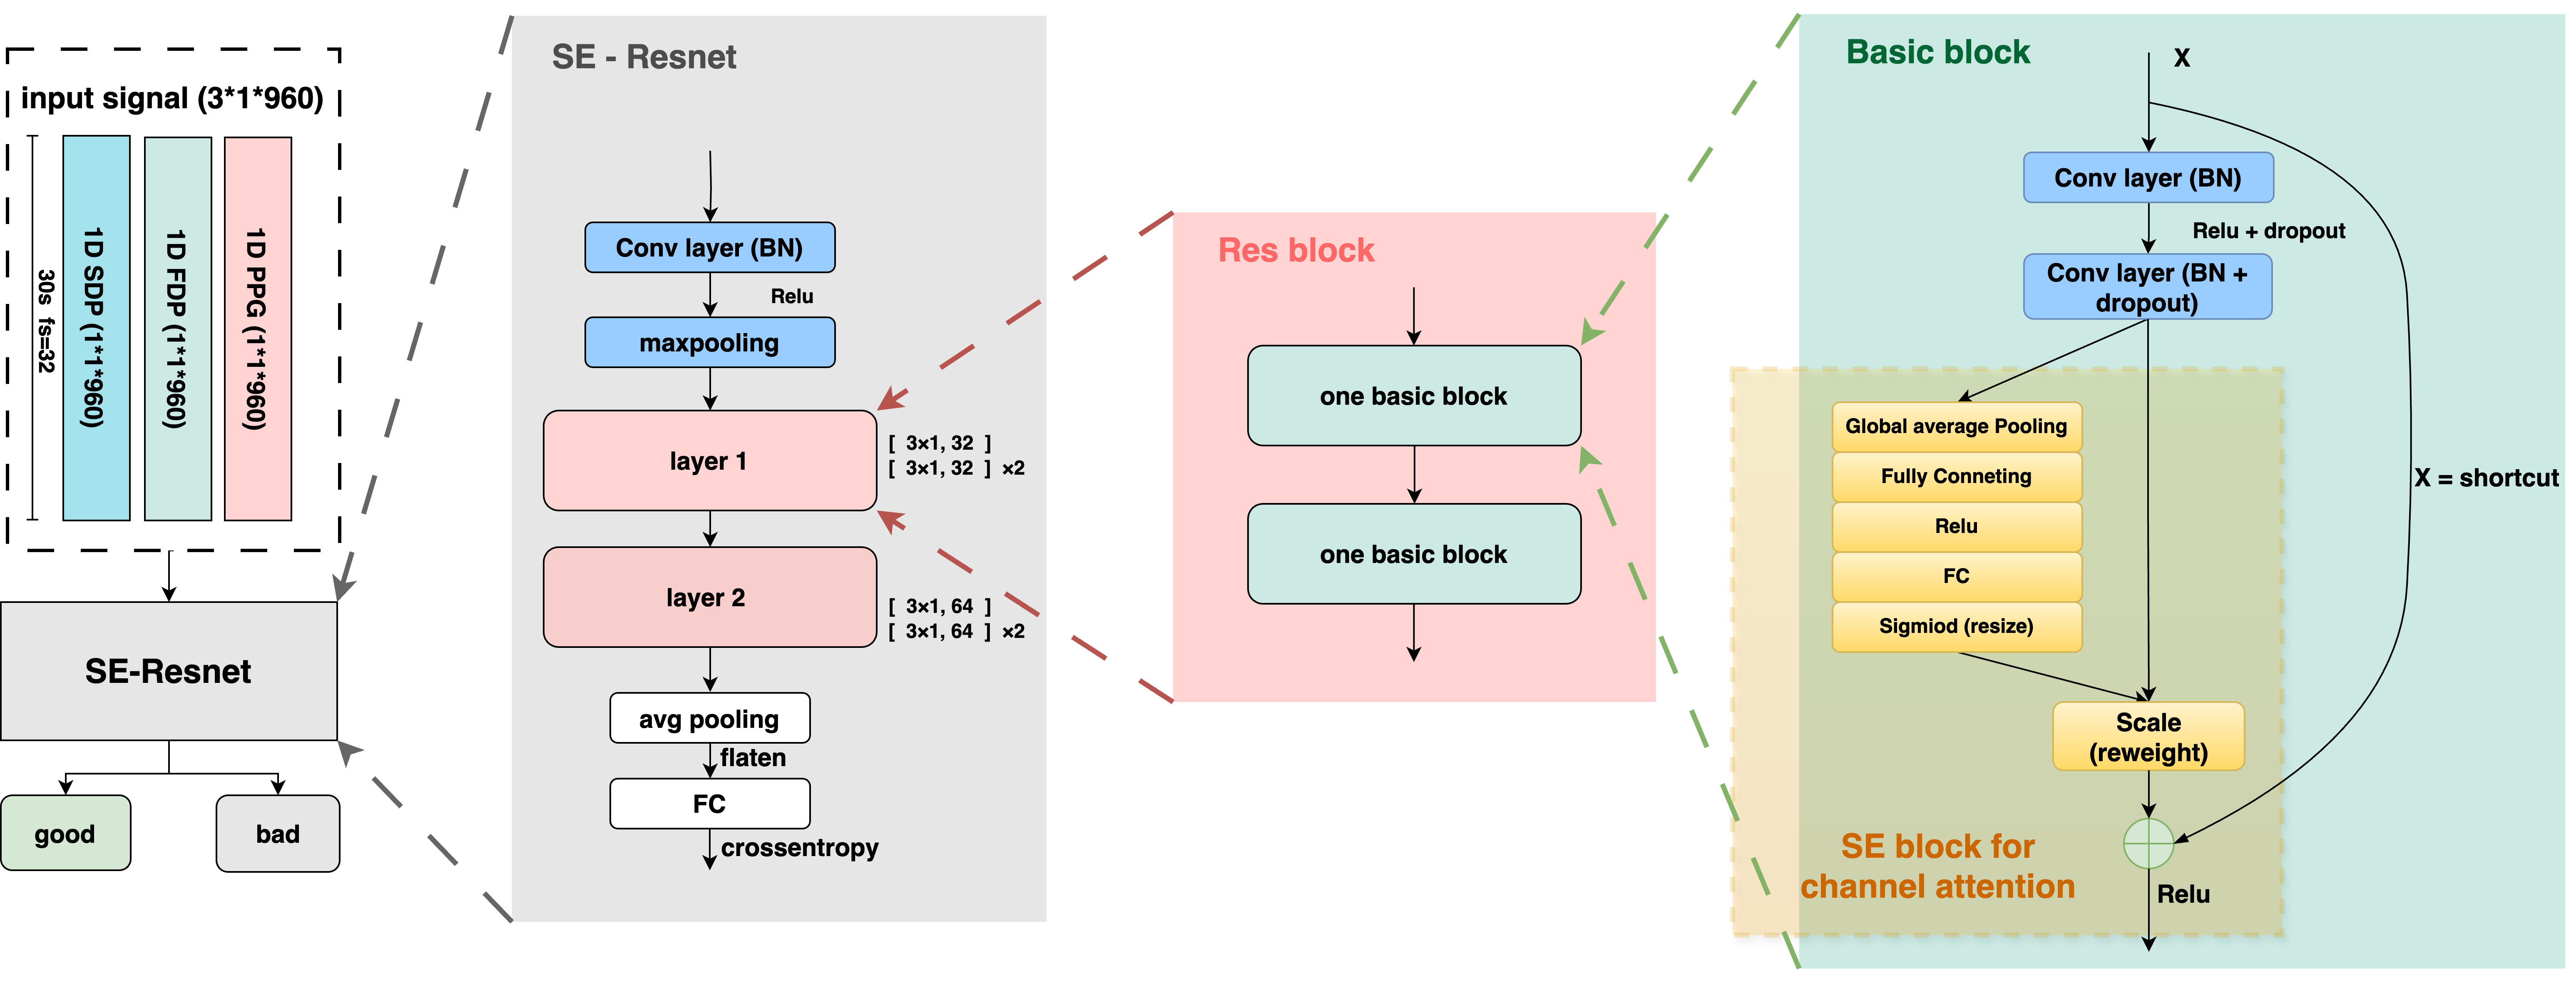 input signal (3*1*960)
30s fs=32
1D SDP (1*1*960)
1D FDP (1*1*960)
1D PPG (1*1*960)
SE-Resnet
good
bad
SE - Resnet
Conv layer (BN)
Relu
maxpooling
layer 1
[ 3×1, 32 ]
[ 3×1, 32 ] ×2
layer 2
[ 3×1, 64 ]
[ 3×1, 64 ] ×2
avg pooling
flaten
FC
crossentropy
Res block
one basic block
one basic block
Basic block
X
Conv layer (BN)
Relu + dropout
Conv layer (BN +
dropout)
Global average Pooling
Fully Conneting
Relu
FC
Sigmiod (resize)
X = shortcut
Scale
(reweight)
SE block for
channel attention
Relu